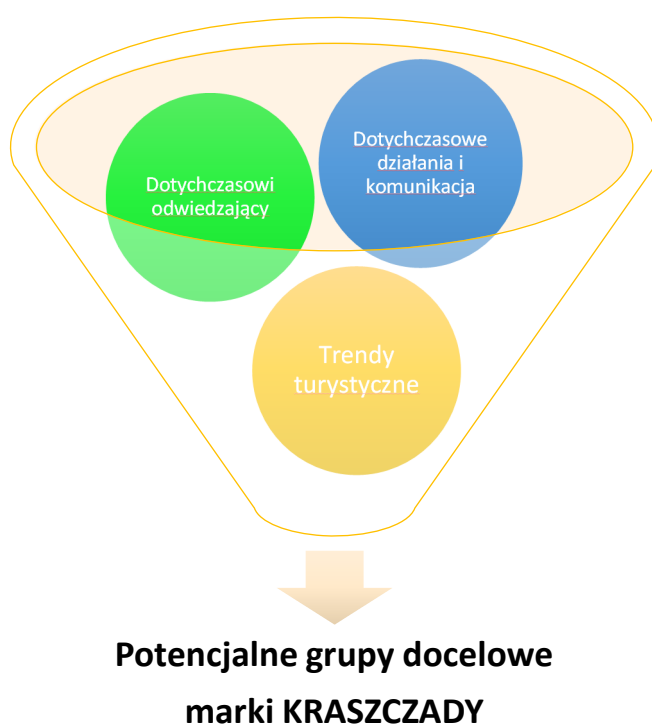 Dotychczasowi
odwiedzający
Dotychczasowe
działania i
komunikacja
Trendy
turystyczne
Potencjalne grupy docelowe
marki KRASZCZADY